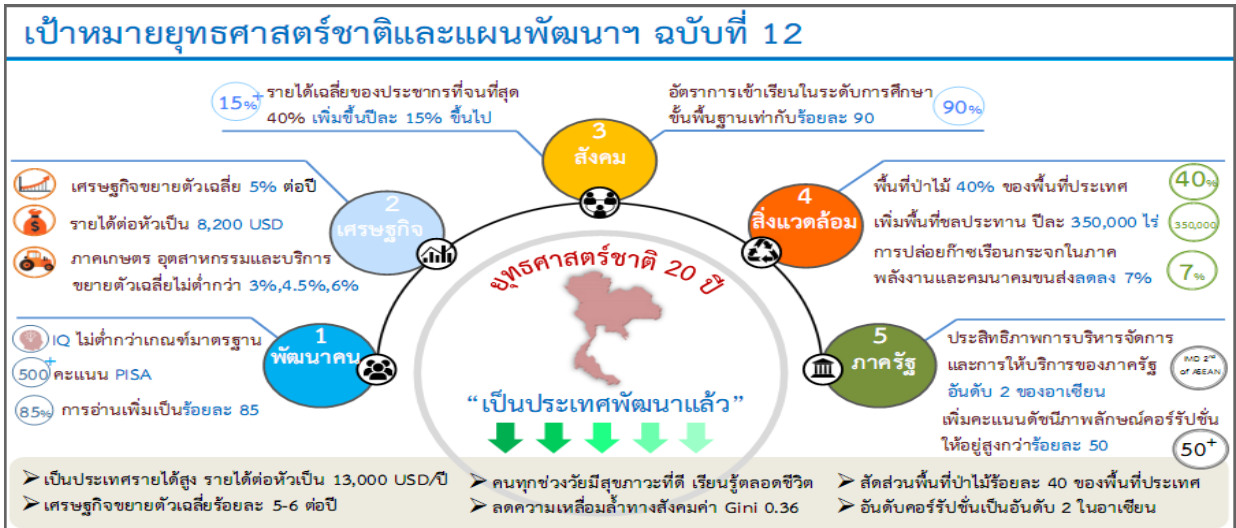 เป้าหมายยุทธศาสตร์ชาติและแผนพัฒนาฯ ฉบับที่ 12
15%+
รายได้เฉลี่ยของประชากรที่จนที่สุด
40% เพิ่มขึ้นปีละ 15% ขึ้นไป
อัตราการเข้าเรียนในระดับการศึกษา
ขั้นพื้นฐานเท่ากับร้อยละ 90
90%
3
สังคม
เศรษฐกิจขยายตัวเฉลี่ย 5% ต่อปี
รายได้ต่อหัวเป็น 8,200 USD
ภาคเกษตร อุตสาหกรรมและบริการ
ขยายตัวเฉลี่ยไม่ต่ำกว่า 3%,4.5%,6%
2
เศรษฐกิจ
4
สิ่งแวดล้อม
พื้นที่ป่าไม้ 40% ของพื้นที่ประเทศ
40%
เพิ่มพื้นที่ชลประทาน ปีละ 350,000 ไร่
350,000
การปล่อยก๊าซเรือนกระจกในภาค
พลังงานและคมนาคมขนส่งลดลง 7%
7%
IQ ไม่ต่ำกว่าเกณฑ์มาตรฐาน
500+ คะแนน PISA
85% การอ่านเพิ่มเป็นร้อยละ 85
1
พัฒนาคน
ยุทธศาสตร์ชาติ 20 ปี
"เป็นประเทศพัฒนาแล้ว"
5
ภาครัฐ
ประสิทธิภาพการบริหารจัดการ
และการให้บริการของภาครัฐ
อันดับ 2 ของอาเซียน
IMD 2nd
of ASEAN
เพิ่มคะแนนดัชนีภาพลักษณ์คอร์รัปชั่น
ให้อยู่สูงกว่าร้อยละ 50
50+
➢ เป็นประเทศรายได้สูง รายได้ต่อหัวเป็น 13,000 USD/ปี
➢ เศรษฐกิจขยายตัวเฉลี่ยร้อยละ 5-6 ต่อปี
➢ คนทุกช่วงวัยมีสุขภาวะที่ดี เรียนรู้ตลอดชีวิต
➢ ลดความเหลื่อมล้ำทางสังคมค่า Gini 0.36
➢ สัดส่วนพื้นที่ป่าไม้ร้อยละ 40 ของพื้นที่ประเทศ
➢ อันดับคอร์รัปชั่นเป็นอันดับ 2 ในอาเซียน